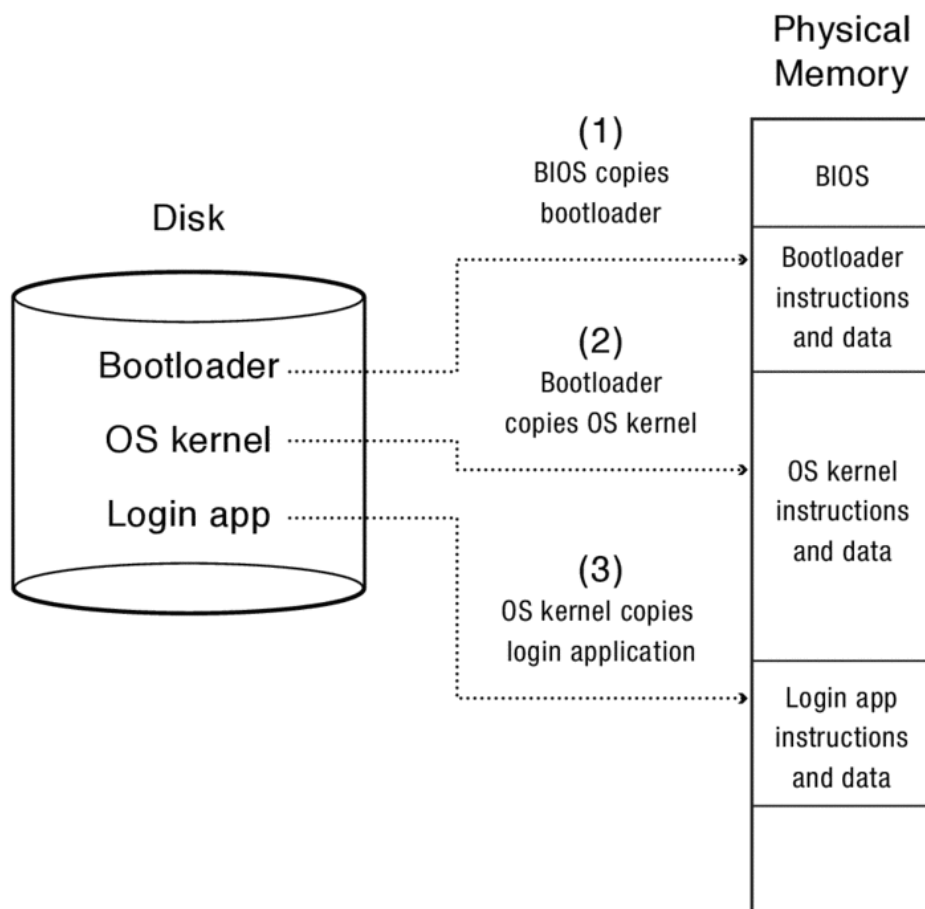 Physical
Memory
(1)
BIOS copies
bootloader
BIOS
Disk
Bootloader
instructions
and data
Bootloader
OS kernel
Login app
(2)
Bootloader
copies OS kernel
OS kernel
instructions
and data
(3)
OS kernel copies
login application
Login app
instructions
and data